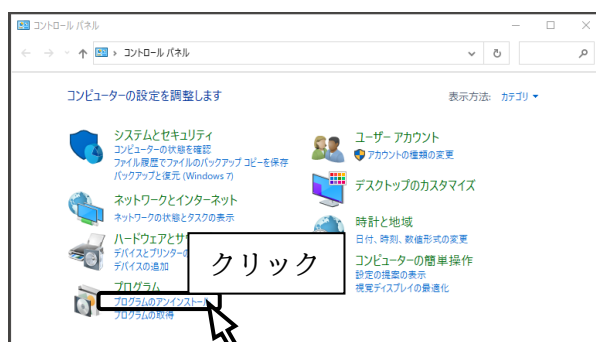 コントロール パネル
コントロール パネル
コンピューターの設定を調整します
表示方法: カテゴリ
システムとセキュリティ
コンピューターの状態を確認
ファイル履歴でファイルのバックアップ コピーを保存
バックアップと復元 (Windows 7)
ネットワークとインターネット
ネットワークの状態とタスクの表示
ハードウェアとサ
デバイスとプリンターの
デバイスの追加
プログラム
プログラムのアンインストール
プログラムの取得
ユーザー アカウント
アカウントの種類の変更
デスクトップのカスタマイズ
時計と地域
日付、時刻、数値形式の変更
コンピューターの簡単操作
設定の提案の表示
視覚ディスプレイの最適化
クリック